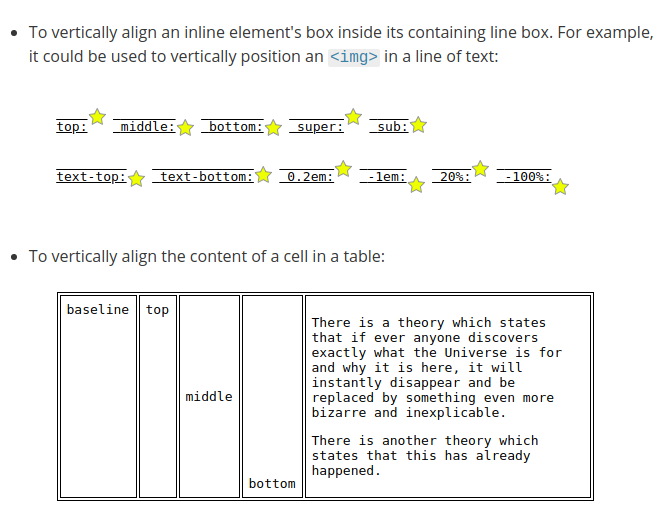 To vertically align an inline element's box inside its containing line box. For example,
it could be used to vertically position an <img> in a line of text:
top: middle: bottom: super: sub:
text-top: text-bottom: 0.2em: -1em: 20%: -100%:
To vertically align the content of a cell in a table:
baseline top
There is a theory which states
that if ever anyone discovers
exactly what the Universe is for
and why it is here, it will
instantly disappear and be
middle replaced by something even more
bizarre and inexplicable.
There is another theory which
states that this has already
happened.
bottom